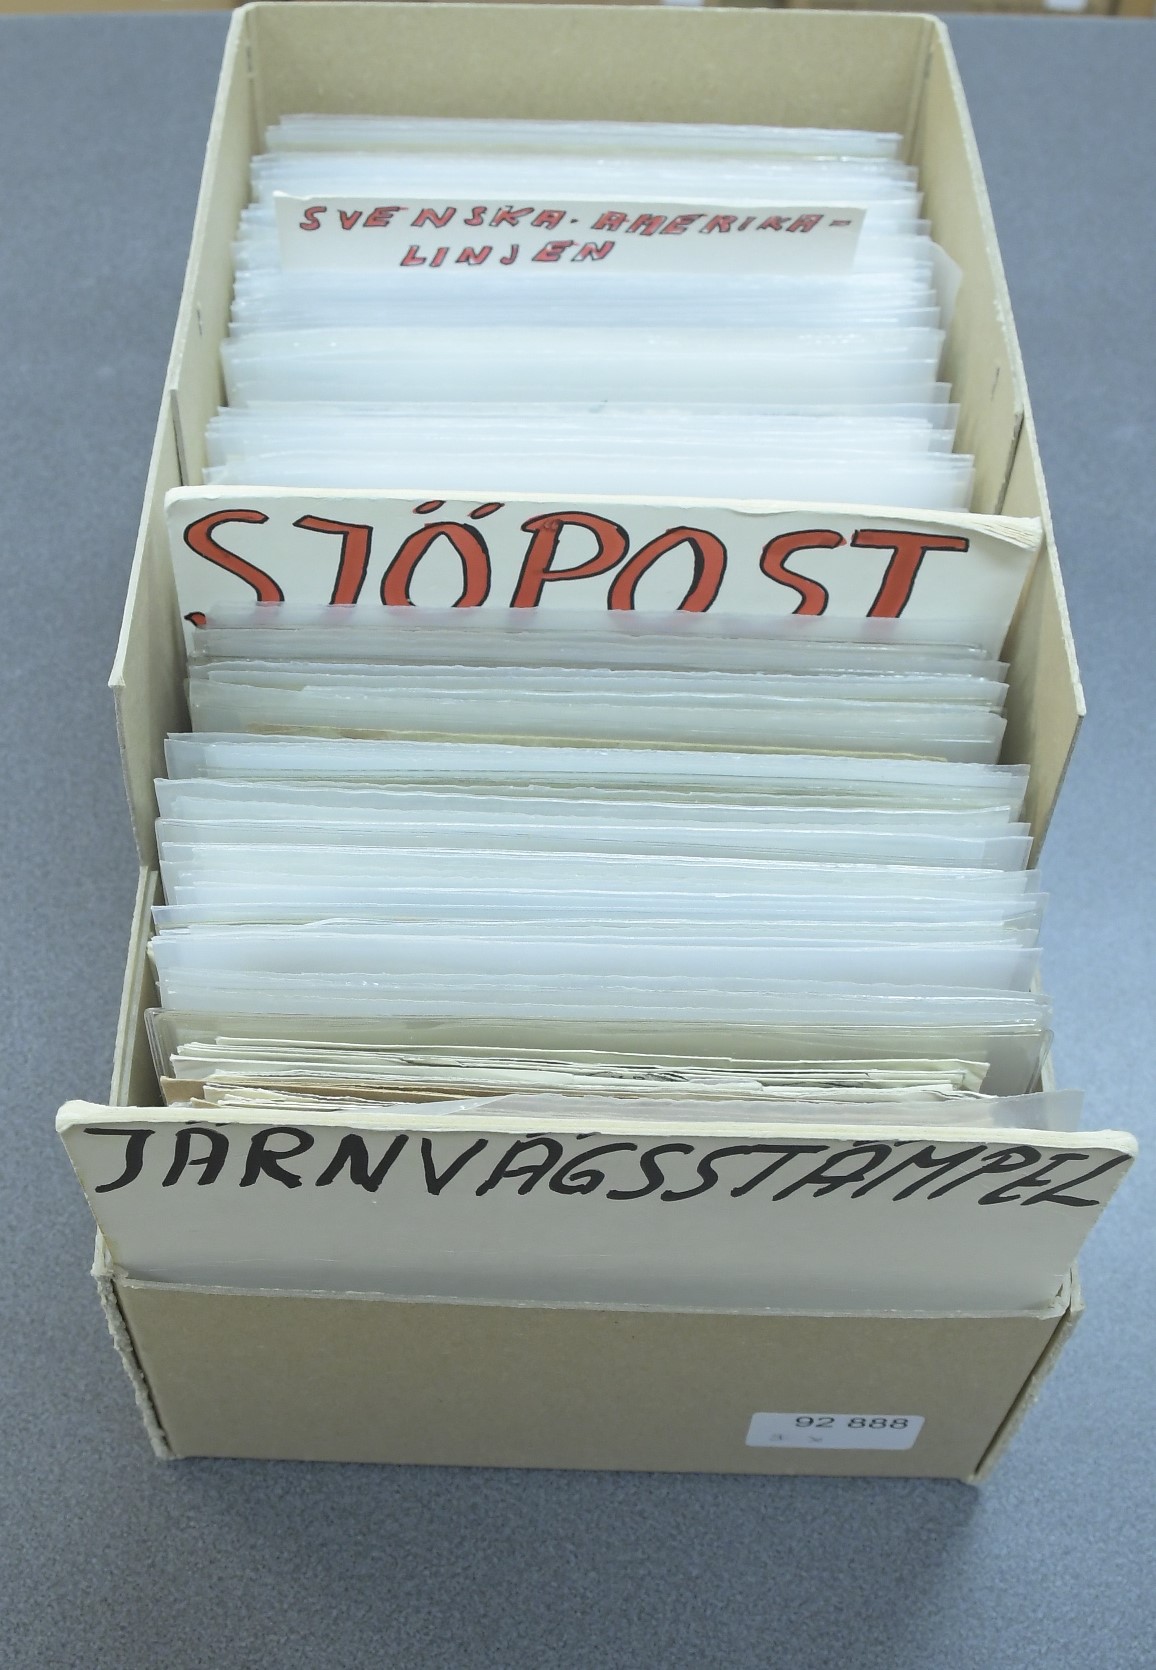 SVENSKA-AMERIKA-
LINJEN
SJÖPOST
JÄRNVÄGSSTÄMPEL
92 888